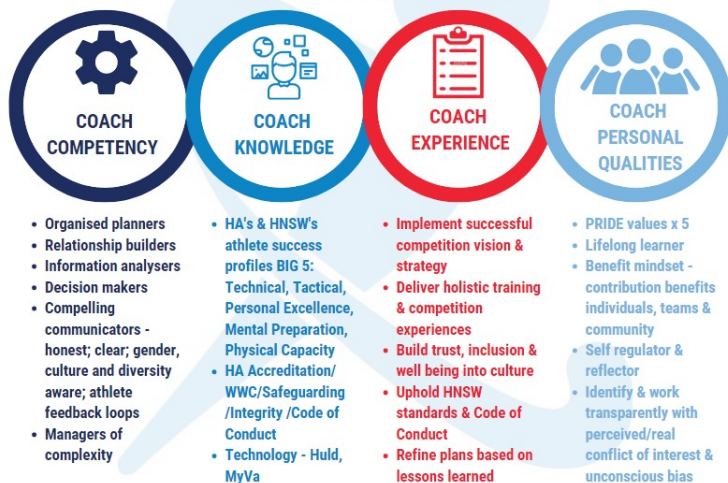 COACH
COMPETENCY
COACH
KNOWLEDGE
COACH
EXPERIENCE
COACH
PERSONAL
QUALITIES
• Organised planners
• Relationship builders
• Information analysers
• Decision makers
• Compelling
communicators -
honest; clear; gender,
culture and diversity
aware; athlete
feedback loops
• Managers of
complexity
• HA's & HNSW's
athlete success
profiles BIG 5:
Technical, Tactical,
Personal Excellence,
Mental Preparation,
Physical Capacity
• HA Accreditation/
WWC/Safeguarding
/Integrity /Code of
Conduct
• Technology - Huld,
MyVa
• Implement successful
competition vision &
strategy
• Deliver holistic training
& competition
experiences
• Build trust, inclusion &
well being into culture
• Uphold HNSW
standards & Code of
Conduct
• Refine plans based on
lessons learned
• PRIDE values x 5
• Lifelong learner
• Benefit mindset -
contribution benefits
individuals, teams &
community
• Self regulator &
reflector
• Identify & work
transparently with
perceived/real
conflict of interest &
unconscious bias